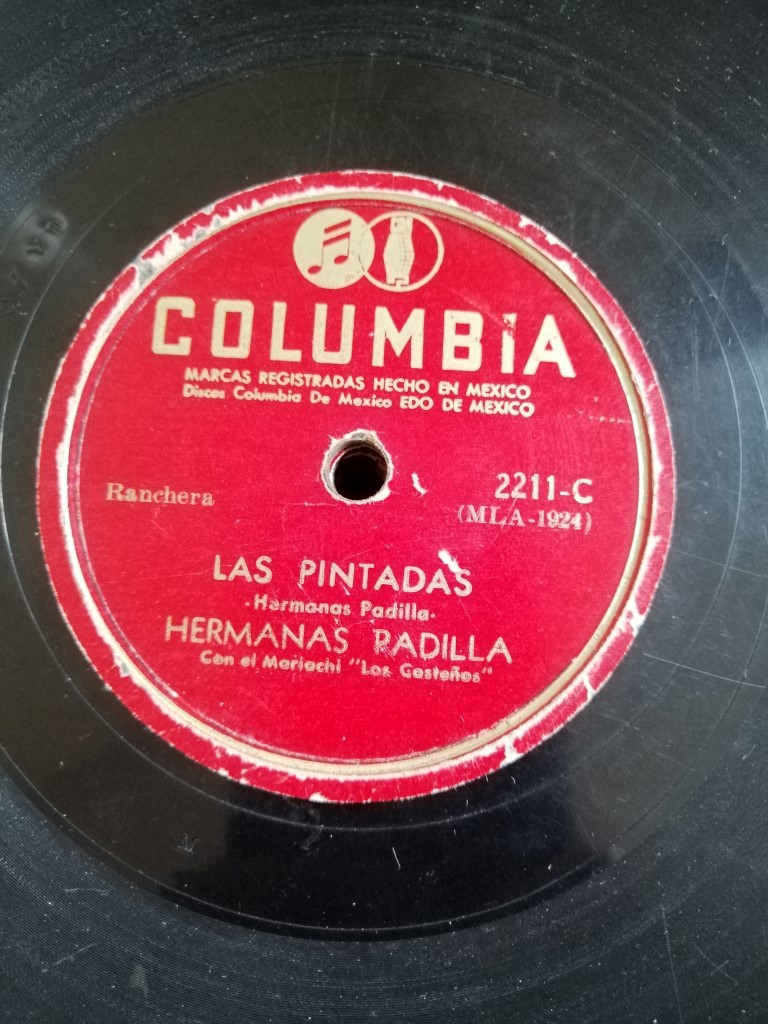 COLUMBIA
MARCAS REGISTRADAS HECHO EN MEXICO
Discos Columbia De Mexico EDO DE MEXICO
Ranchera
2211-C
(MLA-1924)
LAS PINTADAS
-Hermanas Padilla-
HERMANAS PADILLA
Con el Mariachi "Los Costeños"